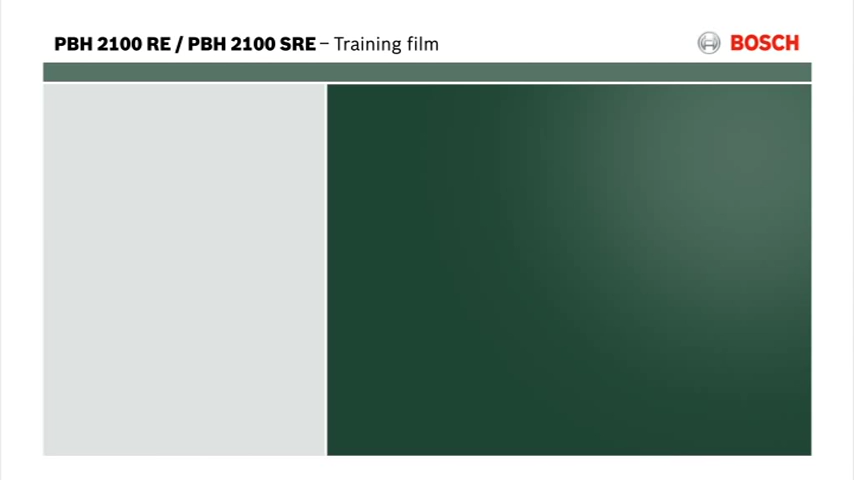 PBH 2100 RE / PBH 2100 SRE – Training film
BOSCH